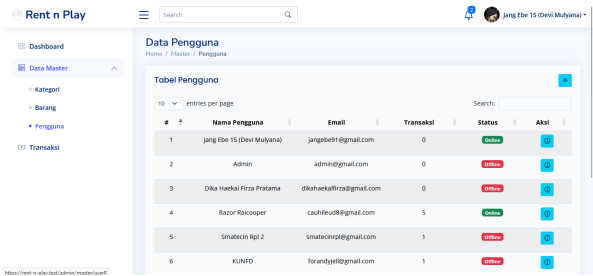 Rent n Play
Search
2
Jang Ebe 15 (Devi Mulyana)
Dashboard
Data Master
Kategori
Barang
Pengguna
Transaksi
Data Pengguna
Home / Master / Pengguna
Tabel Pengguna
10 entries per page
Search:
# Nama Pengguna Email Transaksi Status Aksi
1 Jang Ebe 15 (Devi Mulyana) jangebe91@gmail.com 0 Online
2 Admin admin@gmail.com 0 Offline
3 Dika Haekal Firza Pratama dikahaekalfirza@gmail.com 0 Offline
4 Razor Raicooper cauhileud8@gmail.com 5 Online
5 Smatecin Rpl 2 smatecinrpl@gmail.com 1 Offline
6 KUNFD forandyjell@gmail.com 1 Offline
https://rent-n-play.test/admin/master/user#